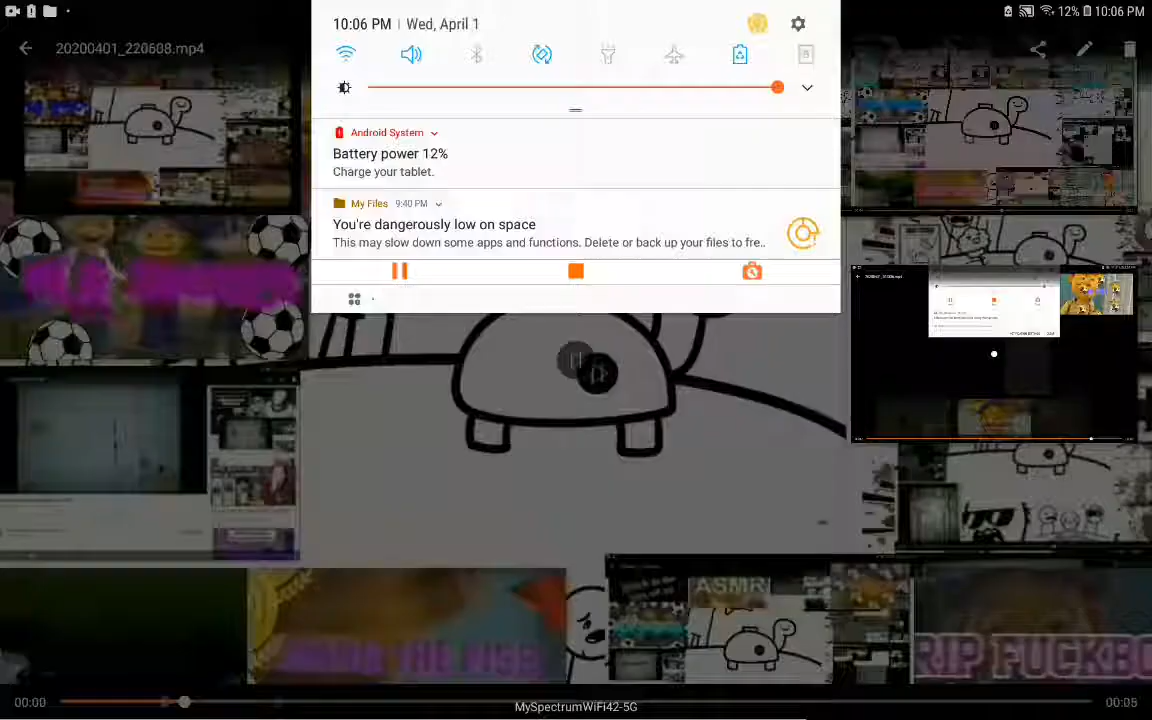 12% 10:06 PM
20200401_220608.mp4
10:06 PM | Wed, April 1
Android System
Battery power 12%
Charge your tablet.
My Files 9:40 PM
You're dangerously low on space
This may slow down some apps and functions. Delete or back up your files to fre..
ASMR
RIP FUCKBO
00:00
00:05
MySpectrumWiFi42-5G